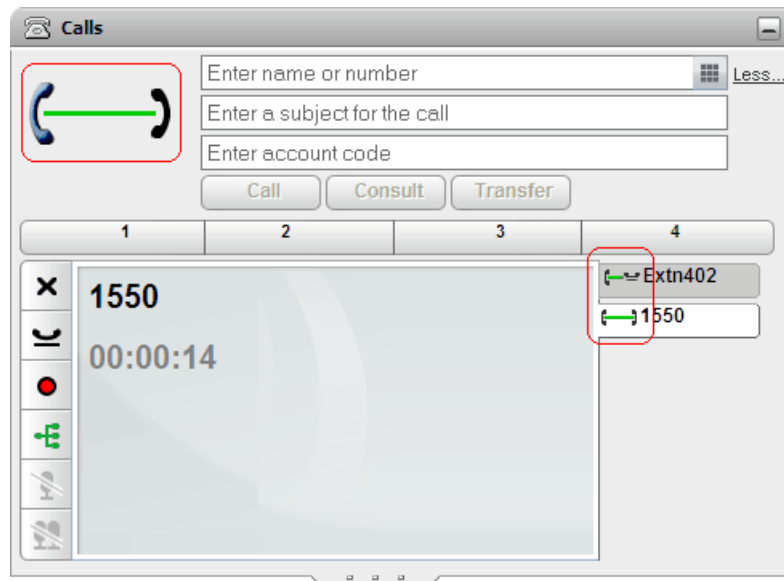 Calls
Enter name or number
Less...
Enter a subject for the call
Enter account code
Call Consult Transfer
1 2 3 4
1550
00:00:14
Extn402
1550